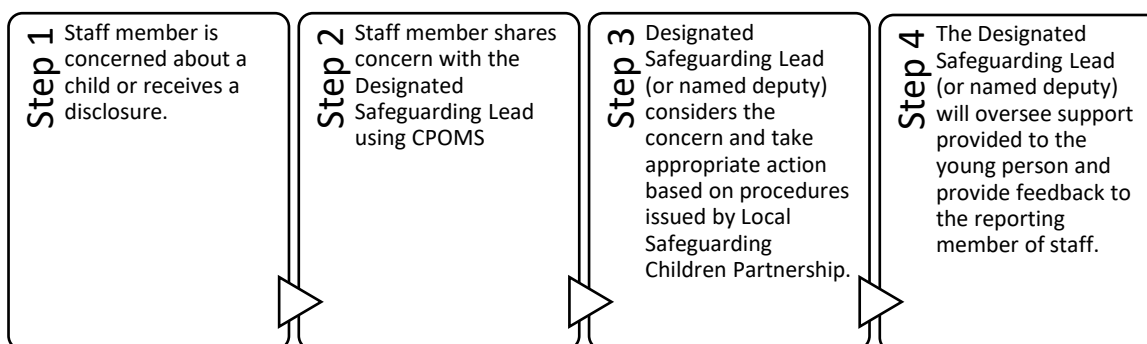 Step 1
Staff member is
concerned about a
child or receives a
disclosure.
Step 2
Staff member shares
concern with the
Designated
Safeguarding Lead
using CPOMS
Step 3
Designated
Safeguarding Lead
(or named deputy)
considers the
concern and take
appropriate action
based on procedures
issued by Local
Safeguarding
Children Partnership.
Step 4
The Designated
Safeguarding Lead
(or named deputy)
will oversee support
provided to the
young person and
provide feedback to
the reporting
member of staff.